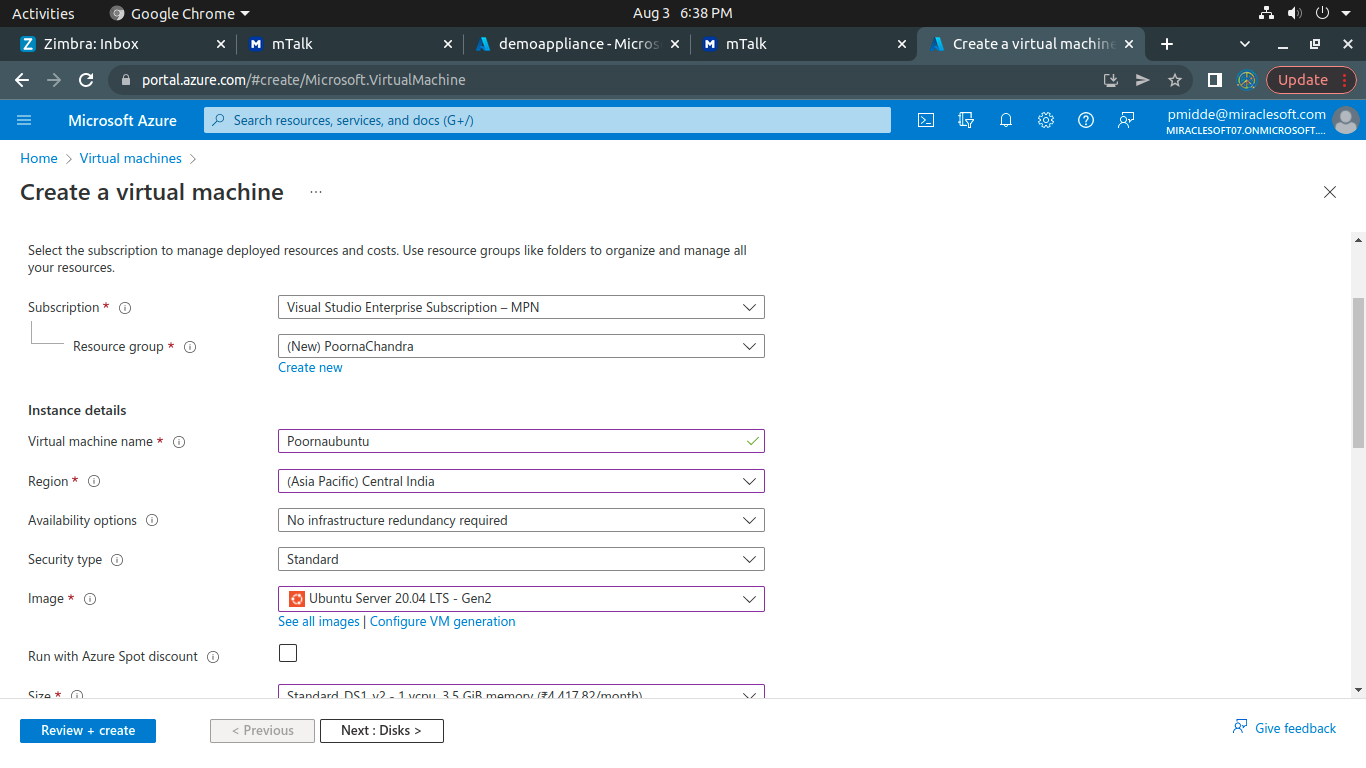 Activities Google Chrome Aug 3 6:38 PM
Zimbra: Inbox mTalk demoappliance - Micros mTalk Create a virtual machine
portal.azure.com/#create/Microsoft.VirtualMachine Update
Microsoft Azure Search resources, services, and docs (G+/) pmidde@miraclesoft.com
MIRACLESOFT07.ONMICROSOFT....
Home > Virtual machines >
Create a virtual machine ...
Select the subscription to manage deployed resources and costs. Use resource groups like folders to organize and manage all
your resources.
Subscription * Visual Studio Enterprise Subscription – MPN
Resource group * (New) PoornaChandra
Create new
Instance details
Virtual machine name * Poornaubuntu
Region * (Asia Pacific) Central India
Availability options No infrastructure redundancy required
Security type Standard
Image * Ubuntu Server 20.04 LTS - Gen2
See all images | Configure VM generation
Run with Azure Spot discount
Size * Standard_DS1_v2 - 1 vcpu, 3.5 GiB memory (₹4,417.82/month)
Review + create < Previous Next : Disks > Give feedback